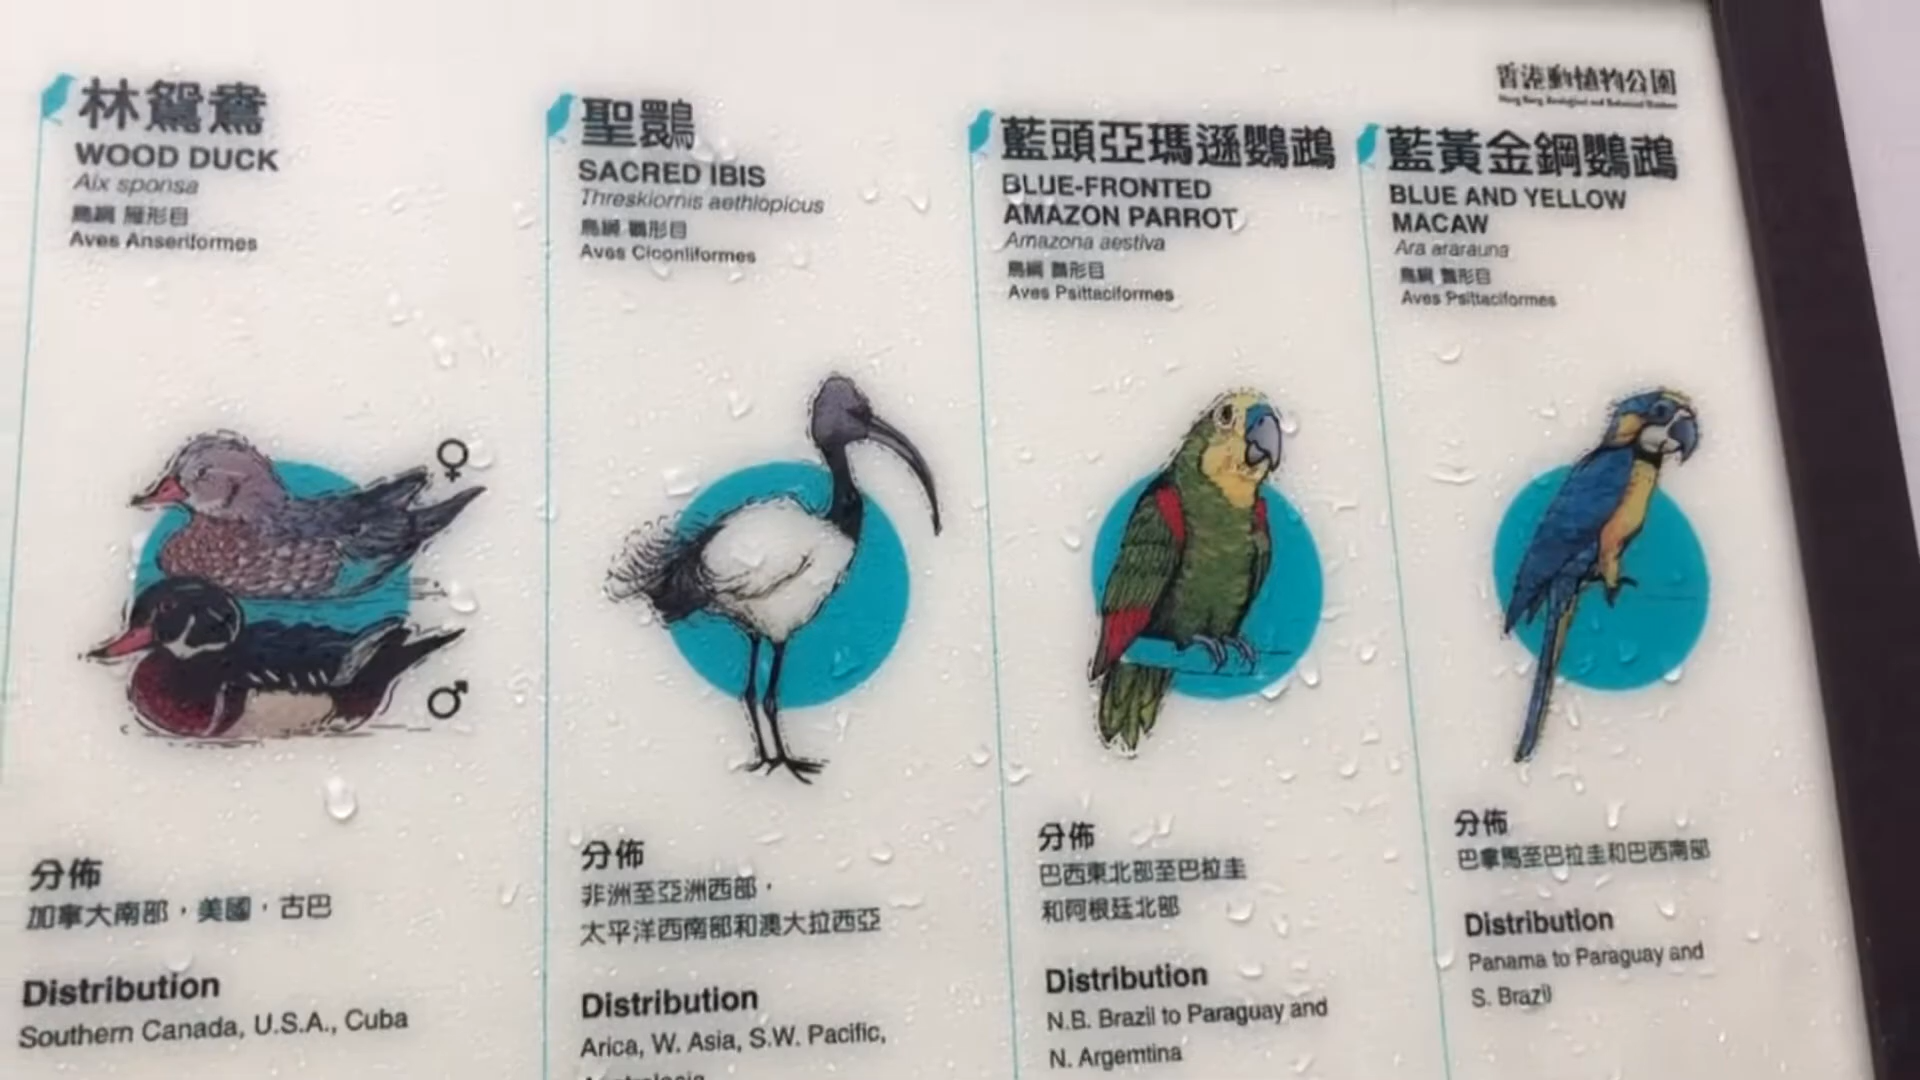 香港動植物公園
Hong Kong Zoological and Botanical Gardens
林鴛鴦
WOOD DUCK
Aix sponsa
鳥綱 雁形目
Aves Anseriformes
分佈
加拿大南部，美國，古巴
Distribution
Southern Canada, U.S.A., Cuba
聖䴉
SACRED IBIS
Threskiornis aethiopicus
鳥綱 鸛形目
Aves Ciconiiformes
分佈
非洲至亞洲西部，
太平洋西南部和澳大拉西亞
Distribution
Arica, W. Asia, S.W. Pacific,
藍頭亞瑪遜鸚鵡
BLUE-FRONTED
AMAZON PARROT
Amazona aestiva
鳥綱 鸚形目
Aves Psittaciformes
分佈
巴西東北部至巴拉圭
和阿根廷北部
Distribution
N.B. Brazil to Paraguay and
N. Argemtina
藍黃金鋼鸚鵡
BLUE AND YELLOW
MACAW
Ara ararauna
鳥綱 鸚形目
Aves Psittaciformes
分佈
巴拿馬至巴拉圭和巴西南部
Distribution
Panama to Paraguay and
S. Brazil